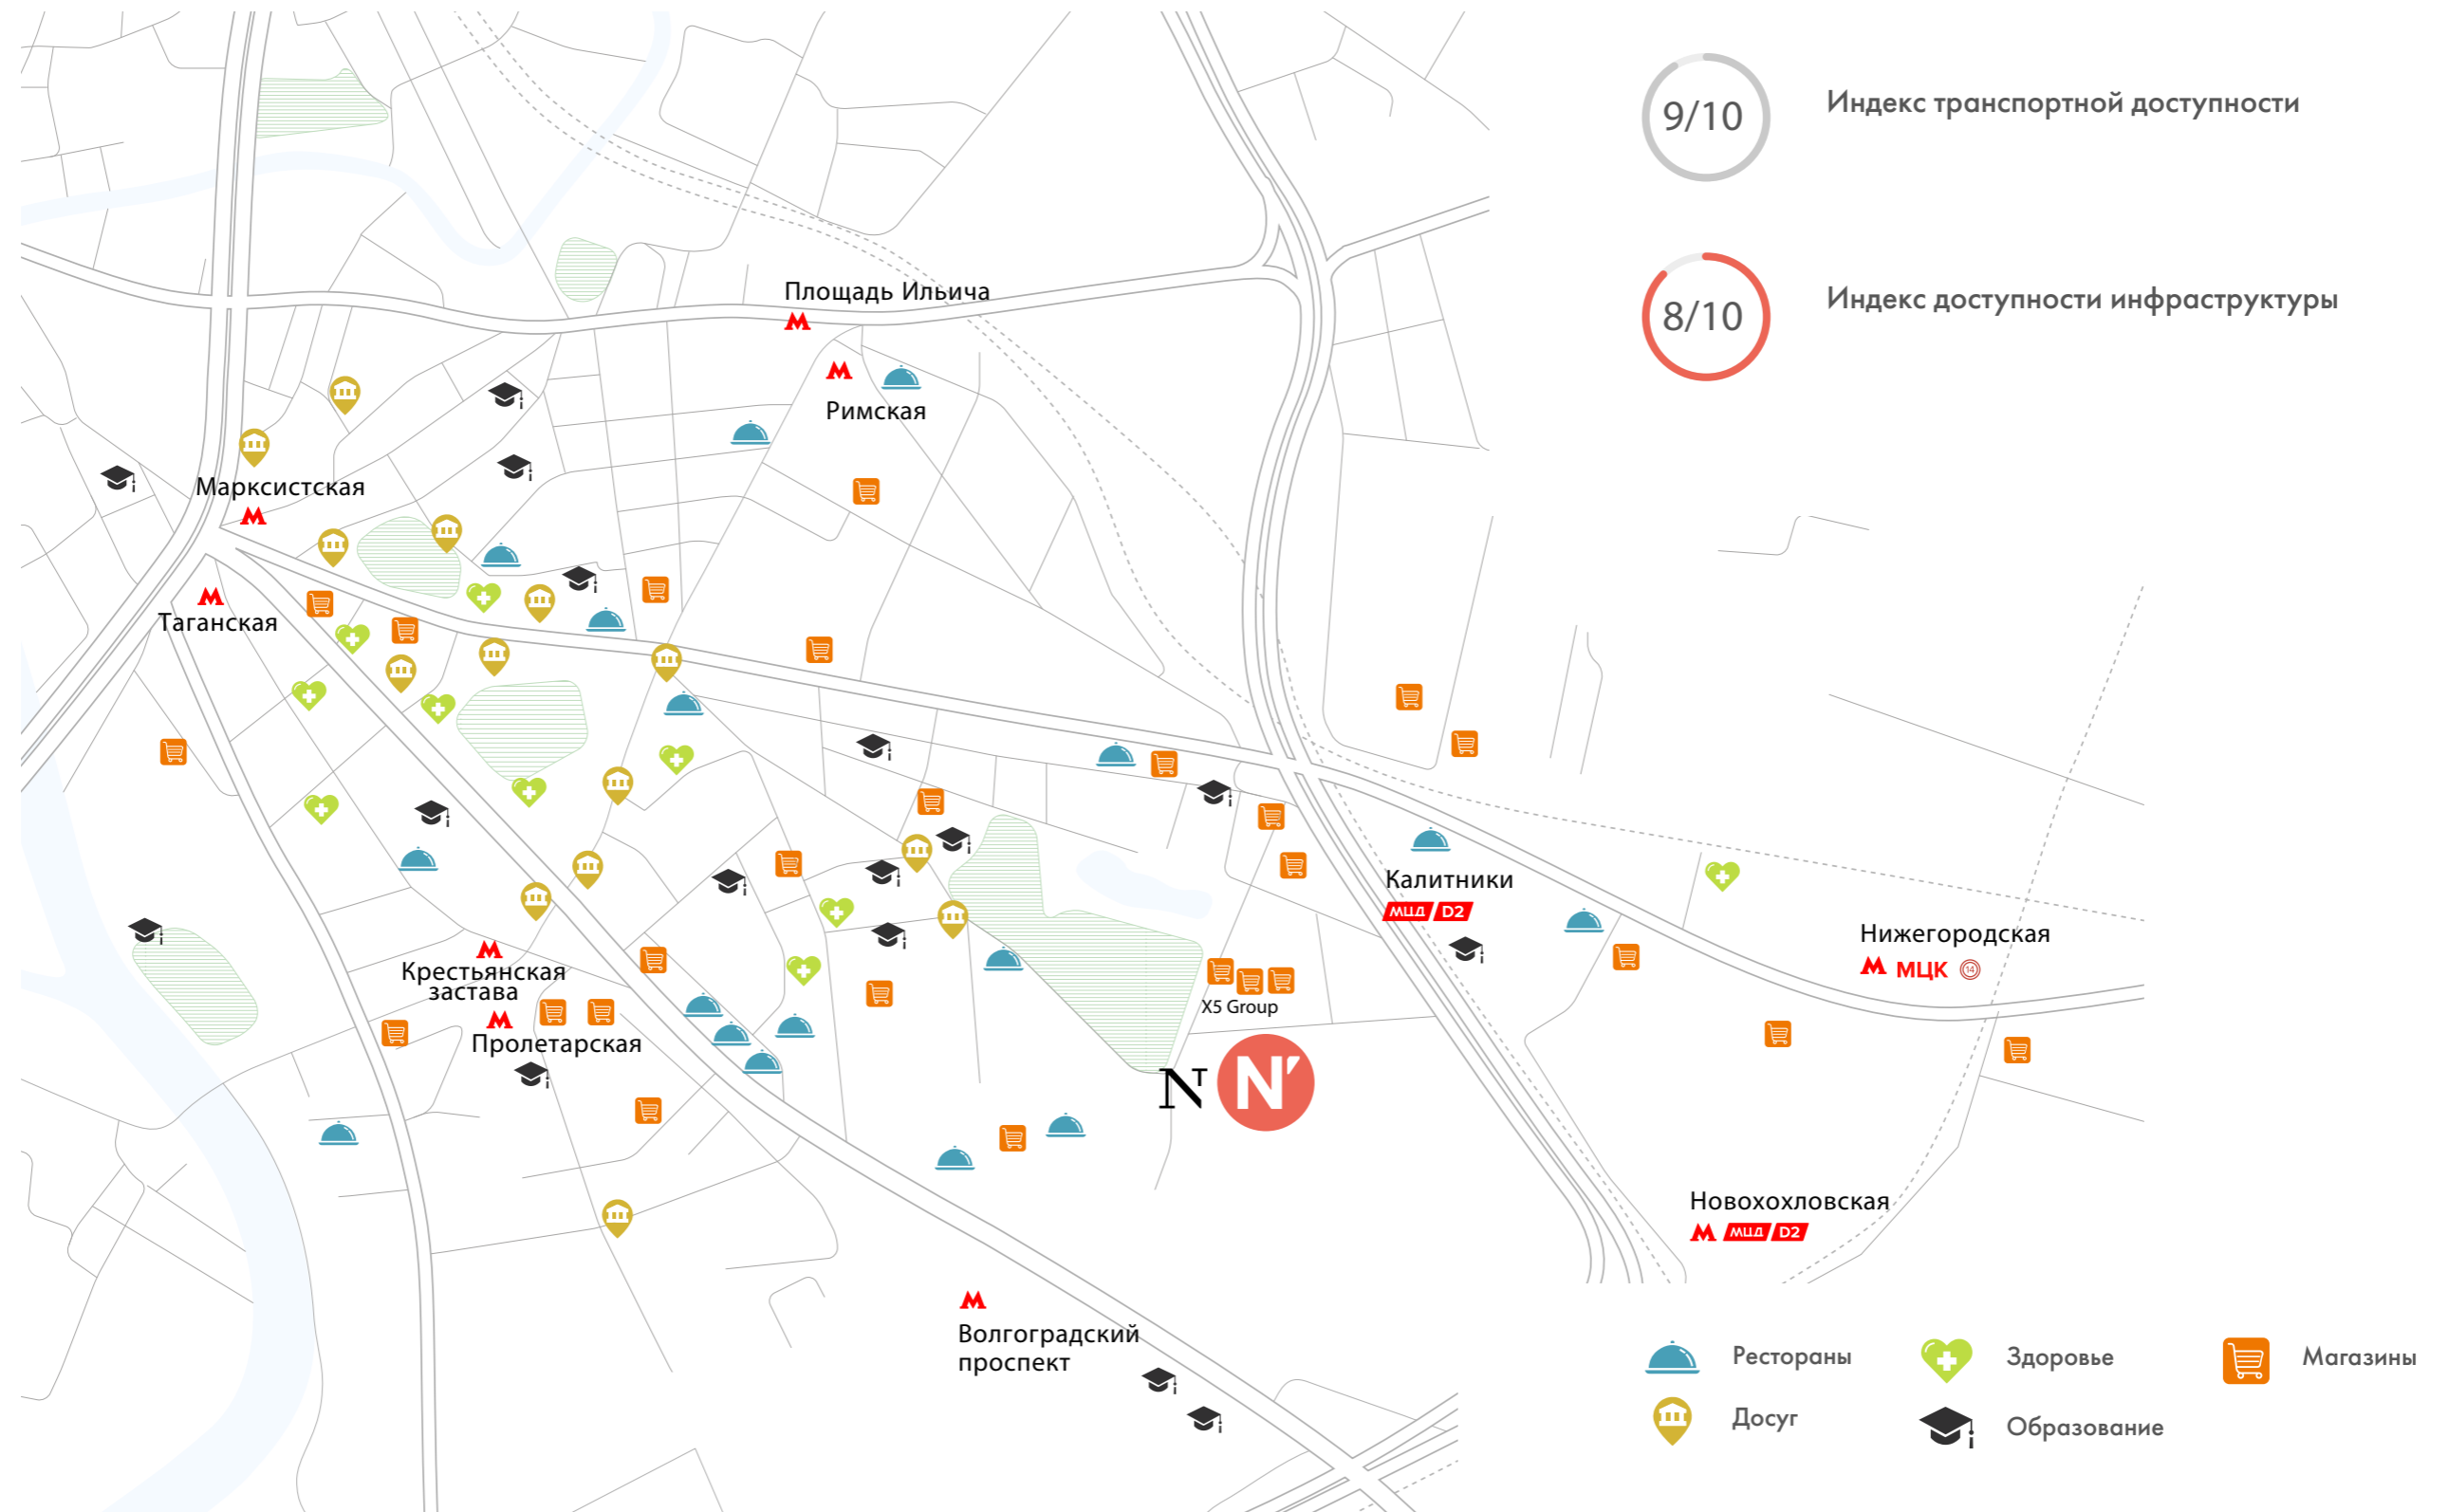 9/10
Индекс транспортной доступности
8/10
Индекс доступности инфраструктуры
Площадь Ильича
Римская
Марксистская
Таганская
Калитники
МЦД D2
Нижегородская
МЦК 14
Крестьянская
застава
Пролетарская
X5 Group
NT N'
Новохохловская
МЦД D2
Волгоградский
проспект
Рестораны
Здоровье
Магазины
Досуг
Образование